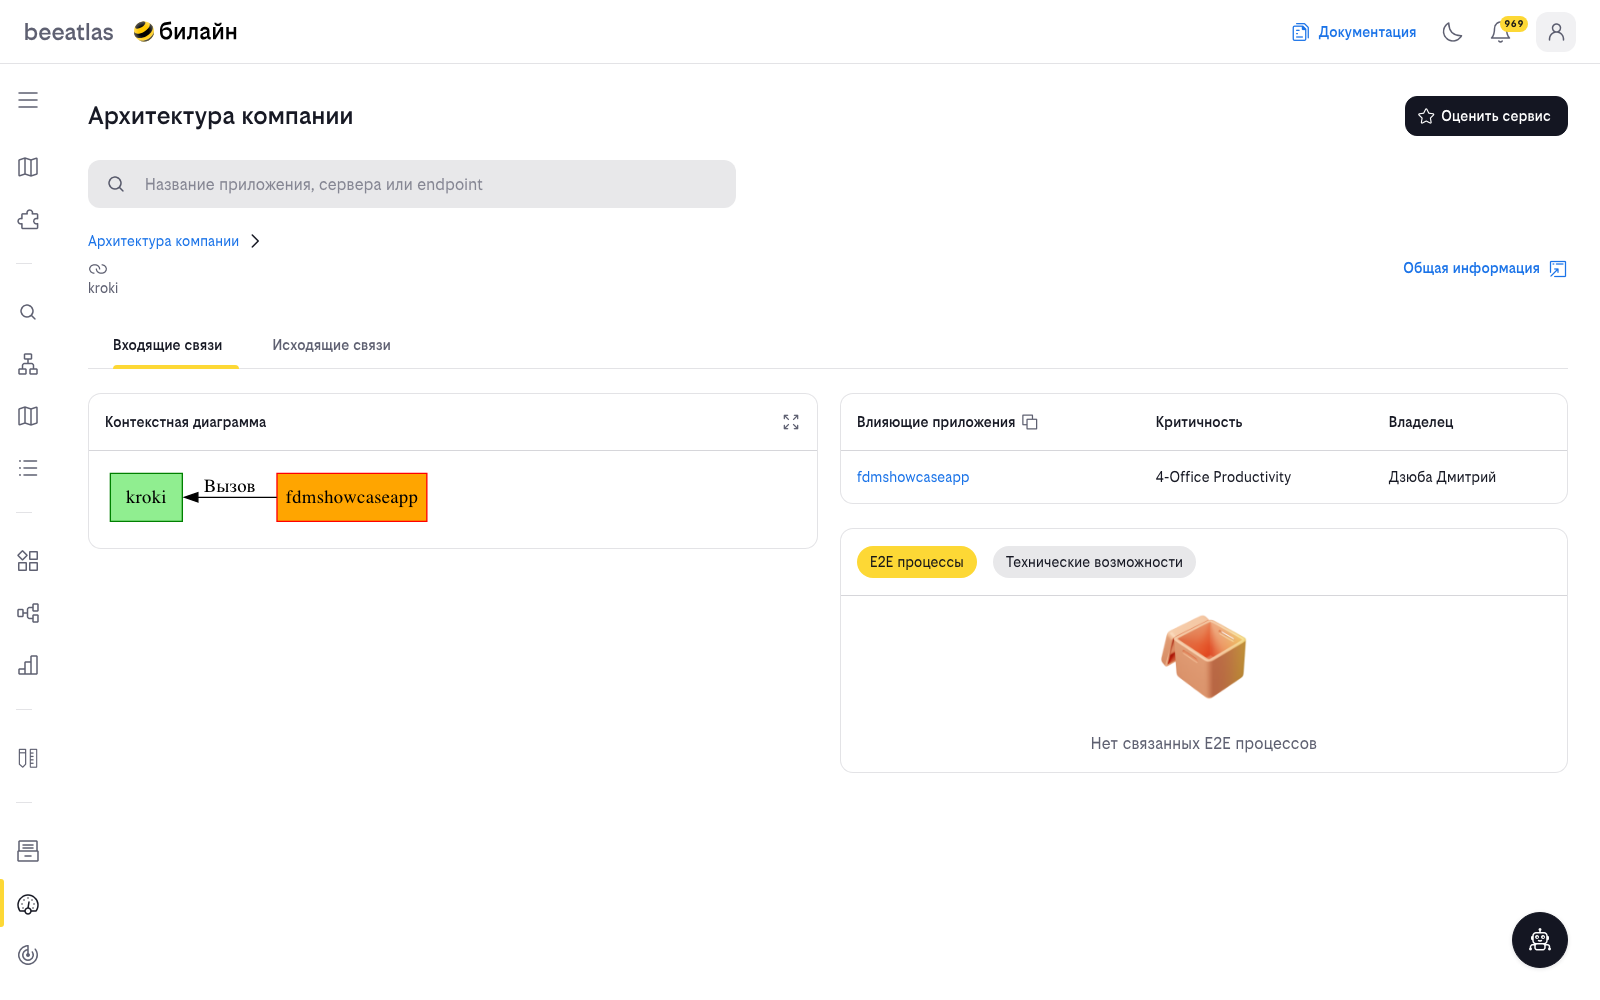 beeatlas билайн
Документация
969
Архитектура компании
Оценить сервис
Название приложения, сервера или endpoint
Архитектура компании
kroki
Общая информация
Входящие связи Исходящие связи
Контекстная диаграмма
kroki Вызов fdmshowcaseapp
Влияющие приложения Критичность Владелец
fdmshowcaseapp 4-Office Productivity Дзюба Дмитрий
E2E процессы Технические возможности
Нет связанных E2E процессов